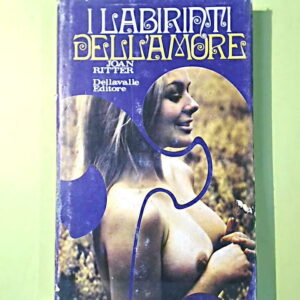 I LABIRINTI
DELL'AMORE
JOAN
RITTER
Dellavalle
Editore